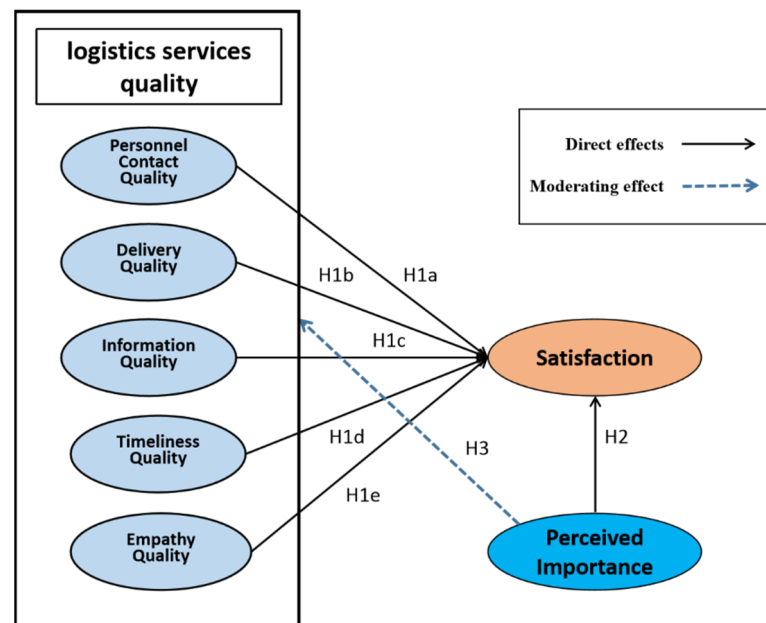 logistics services
quality
Personnel
Contact
Quality
Delivery
Quality
Information
Quality
Timeliness
Quality
Empathy
Quality
H1a
H1b
H1c
H1d
H1e
H3
H2
Direct effects
Moderating effect
Satisfaction
Perceived
Importance